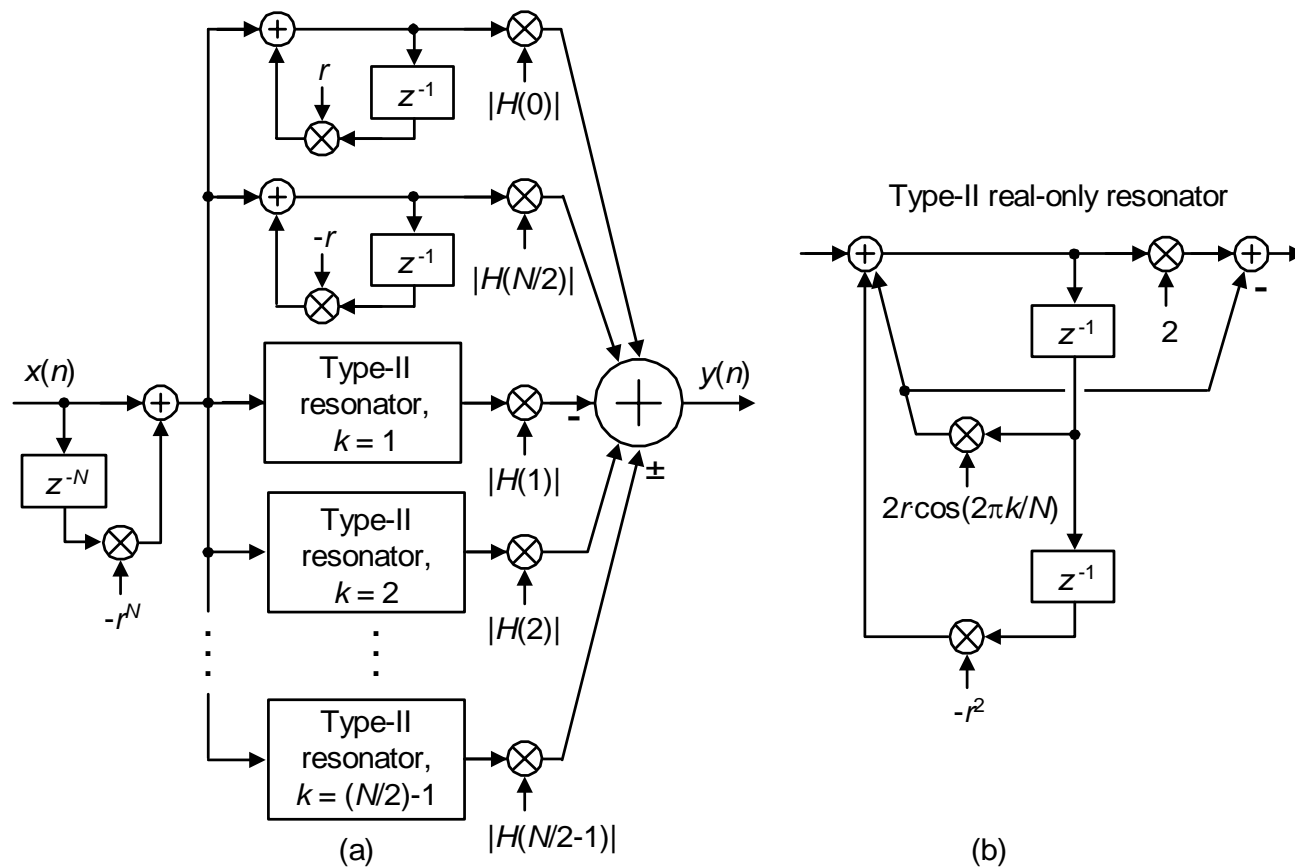 r
z⁻¹
|H(0)|
-r
z⁻¹
|H(N/2)|
x(n)
z⁻ᴺ
-rᴺ
Type-II
resonator,
k = 1
-
|H(1)|
Type-II
resonator,
k = 2
|H(2)|
Type-II
resonator,
k = (N/2)-1
|H(N/2-1)|
±
y(n)
(a)
Type-II real-only resonator
2
-
z⁻¹
2r·cos(2πk/N)
z⁻¹
-r²
(b)